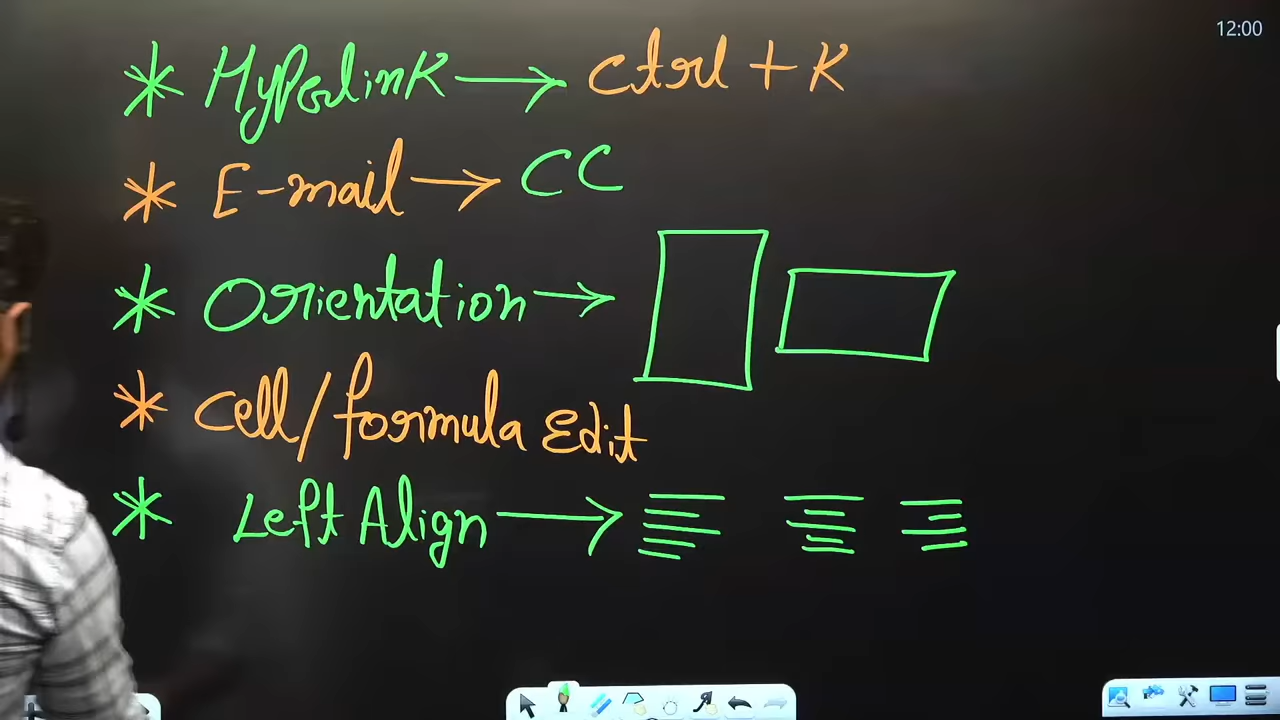 12:00
* Hyperlink → Ctrl + K
* E-mail → CC
* Orientation →
* Cell/formula Edit
* Left Align →